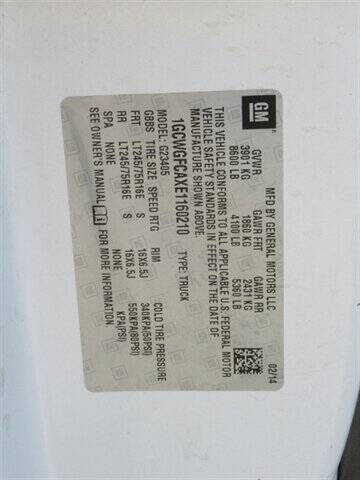 GM
MFD BY GENERAL MOTORS LLC 02/14
GVWR GAWR FRT GAWR RR
3901 KG 1860 KG 2431 KG
8600 LB 4100 LB 5360 LB
THIS VEHICLE CONFORMS TO ALL APPLICABLE U.S. FEDERAL MOTOR
VEHICLE SAFETY STANDARDS IN EFFECT ON THE DATE OF
MANUFACTURE SHOWN ABOVE.
1GCWGFCAXE1160210 TYPE: TRUCK
MODEL: G23405
GBBS TIRE SIZE SPEED RTG RIM COLD TIRE PRESSURE
FRT LT245/75R16E S 16X6.5J 340KPA(50PSI)
RR LT245/75R16E S 16X6.5J 550KPA(80PSI)
SPA NONE KPA(PSI)
SEE OWNER'S MANUAL FOR MORE INFORMATION.